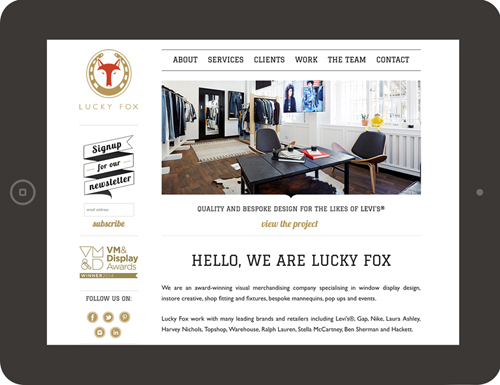 LUCKY FOX
ABOUT SERVICES CLIENTS WORK THE TEAM CONTACT
Signup
for our
newsletter
email address
subscribe
VM&D
VM&
Display
Awards
WINNER
FOLLOW US ON:
QUALITY AND BESPOKE DESIGN FOR THE LIKES OF LEVI'S®
view the project
HELLO, WE ARE LUCKY FOX
We are an award-winning visual merchandising company specialising in window display design,
instore creative, shop fitting and fixtures, bespoke mannequins, pop ups and events.
Lucky Fox work with many leading brands and retailers including Levi's®, Gap, Nike, Laura Ashley,
Harvey Nichols, Topshop, Warehouse, Ralph Lauren, Stella McCartney, Ben Sherman and Hackett.